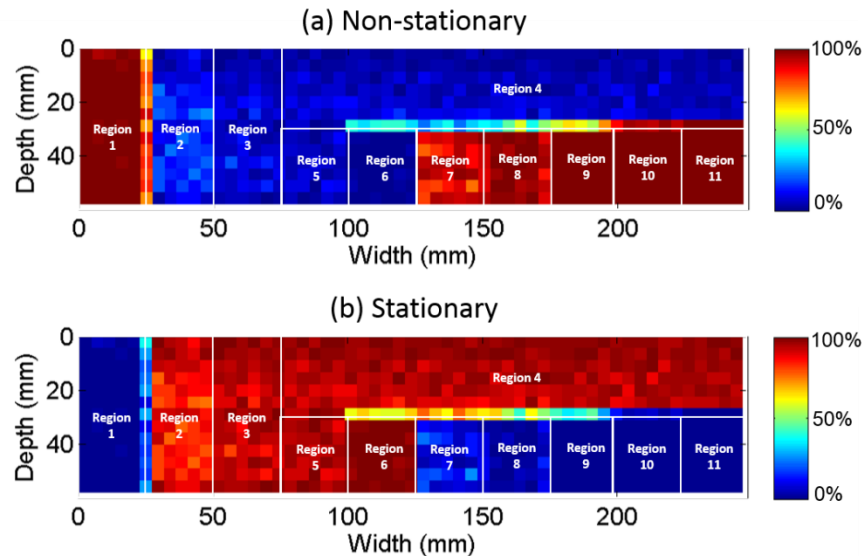 (a) Non-stationary
0
20
40
Depth (mm)
Region 1
Region 2
Region 3
Region 4
Region 5
Region 6
Region 7
Region 8
Region 9
Region 10
Region 11
0
50
100
150
200
Width (mm)
100%
50%
0%
(b) Stationary
0
20
40
Depth (mm)
Region 1
Region 2
Region 3
Region 4
Region 5
Region 6
Region 7
Region 8
Region 9
Region 10
Region 11
0
50
100
150
200
Width (mm)
100%
50%
0%